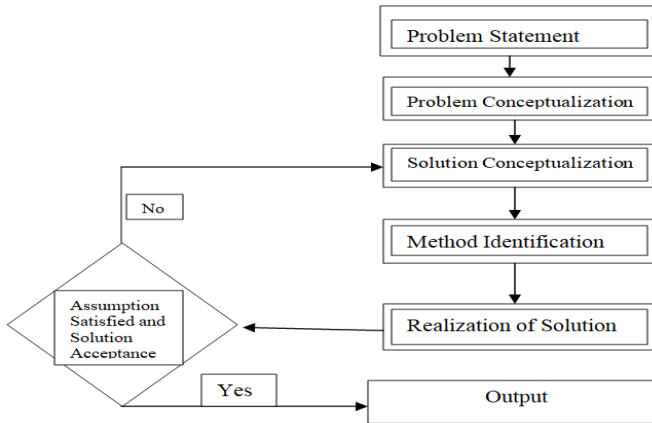 Problem Statement
Problem Conceptualization
Solution Conceptualization
No
Method Identification
Assumption
Satisfied and
Solution
Acceptance
Realization of Solution
Yes
Output